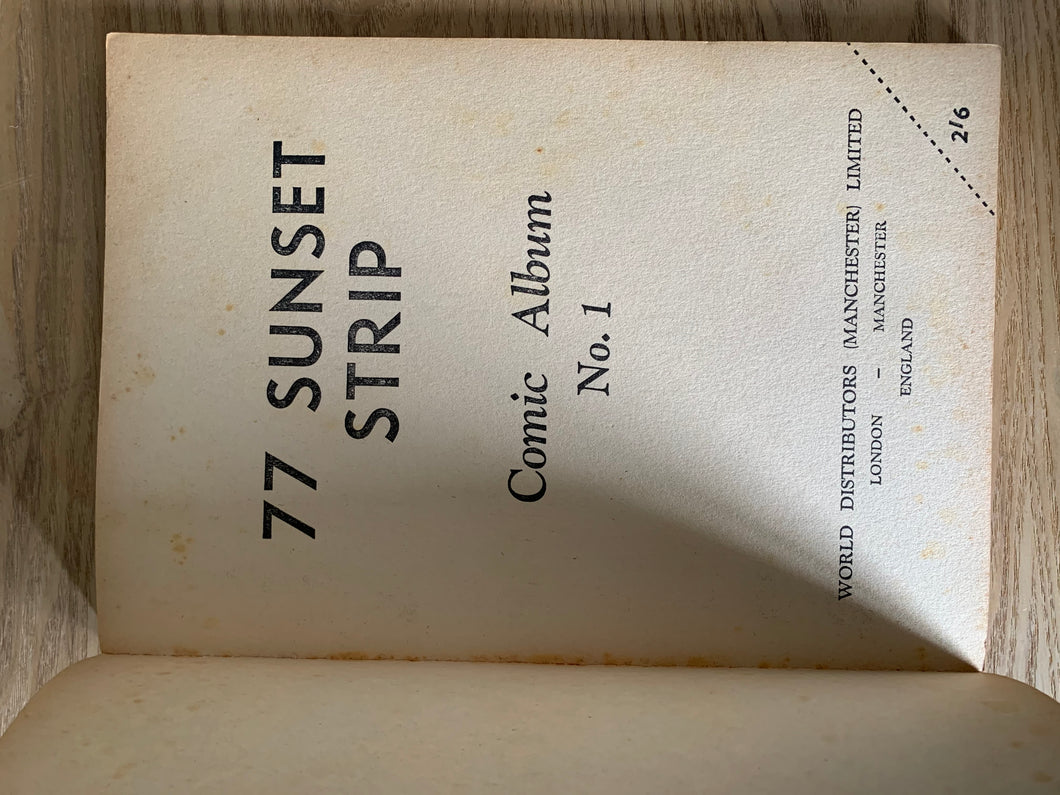 77 SUNSET
STRIP
Comic Album
No. 1
WORLD DISTRIBUTORS (MANCHESTER) LIMITED
LONDON – MANCHESTER
ENGLAND
2'6